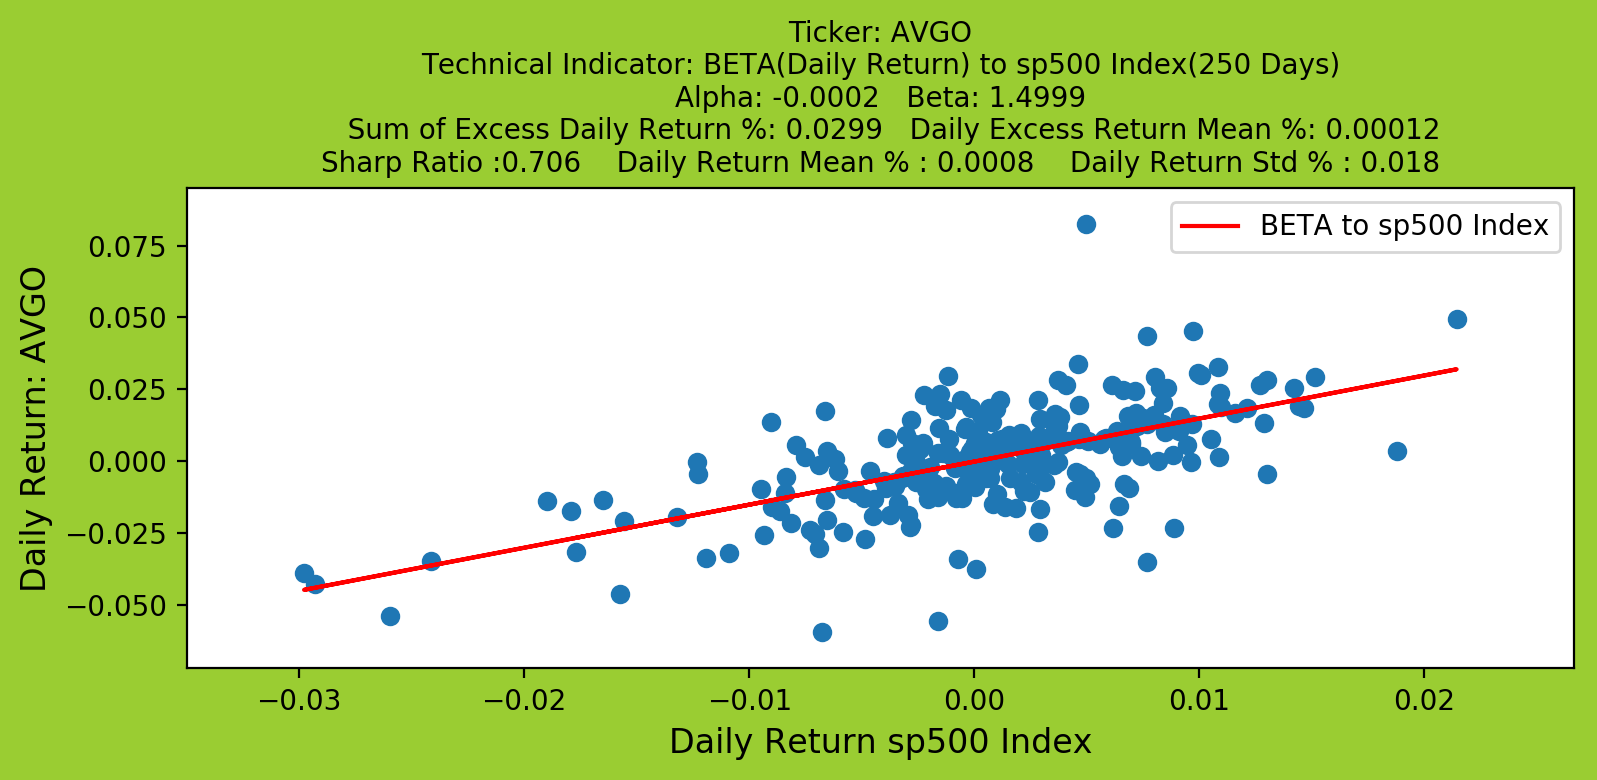 Ticker: AVGO
Technical Indicator: BETA(Daily Return) to sp500 Index(250 Days)
Alpha: -0.0002   Beta: 1.4999
Sum of Excess Daily Return %: 0.0299   Daily Excess Return Mean %: 0.00012
Sharp Ratio :0.706    Daily Return Mean % : 0.0008    Daily Return Std % : 0.018
BETA to sp500 Index
Daily Return: AVGO
0.075
0.050
0.025
0.000
−0.025
−0.050
−0.03 −0.02 −0.01 0.00 0.01 0.02
Daily Return sp500 Index